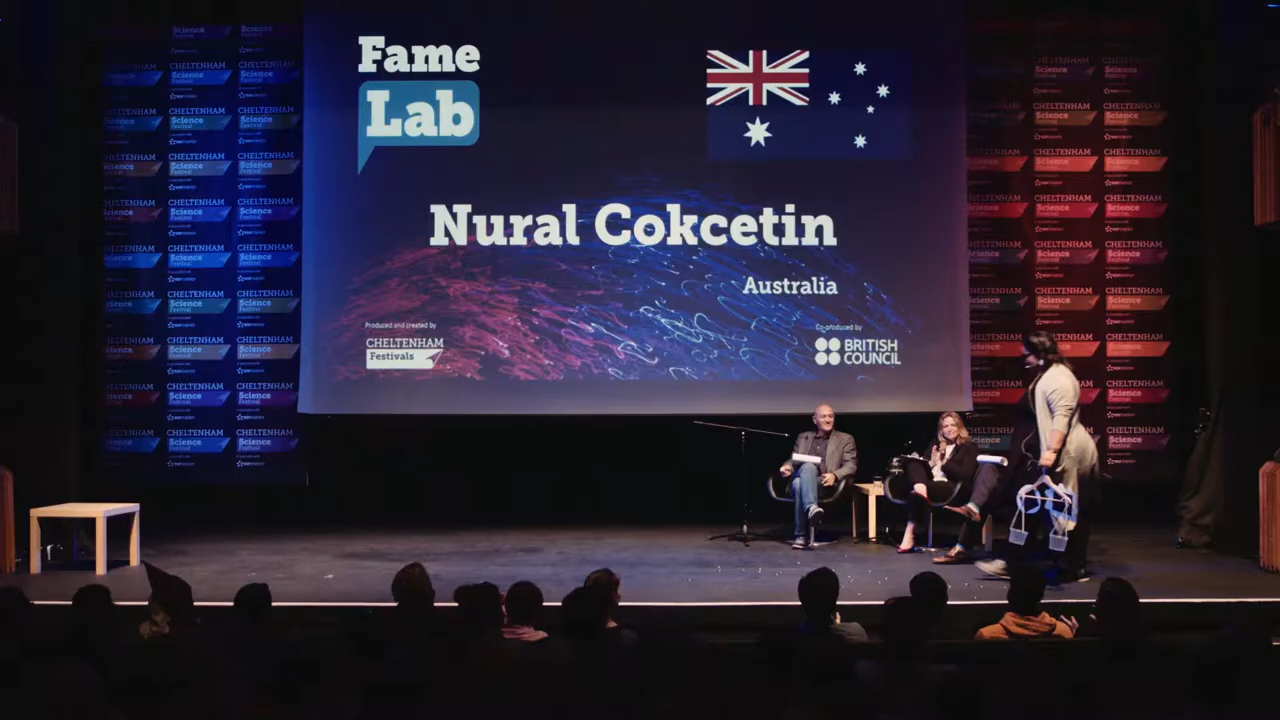 Fame
Lab
Nural Cokcetin
Australia
Produced and created by
CHELTENHAM
Festivals
Co-produced by
BRITISH
COUNCIL
CHELTENHAM
Science
Festival